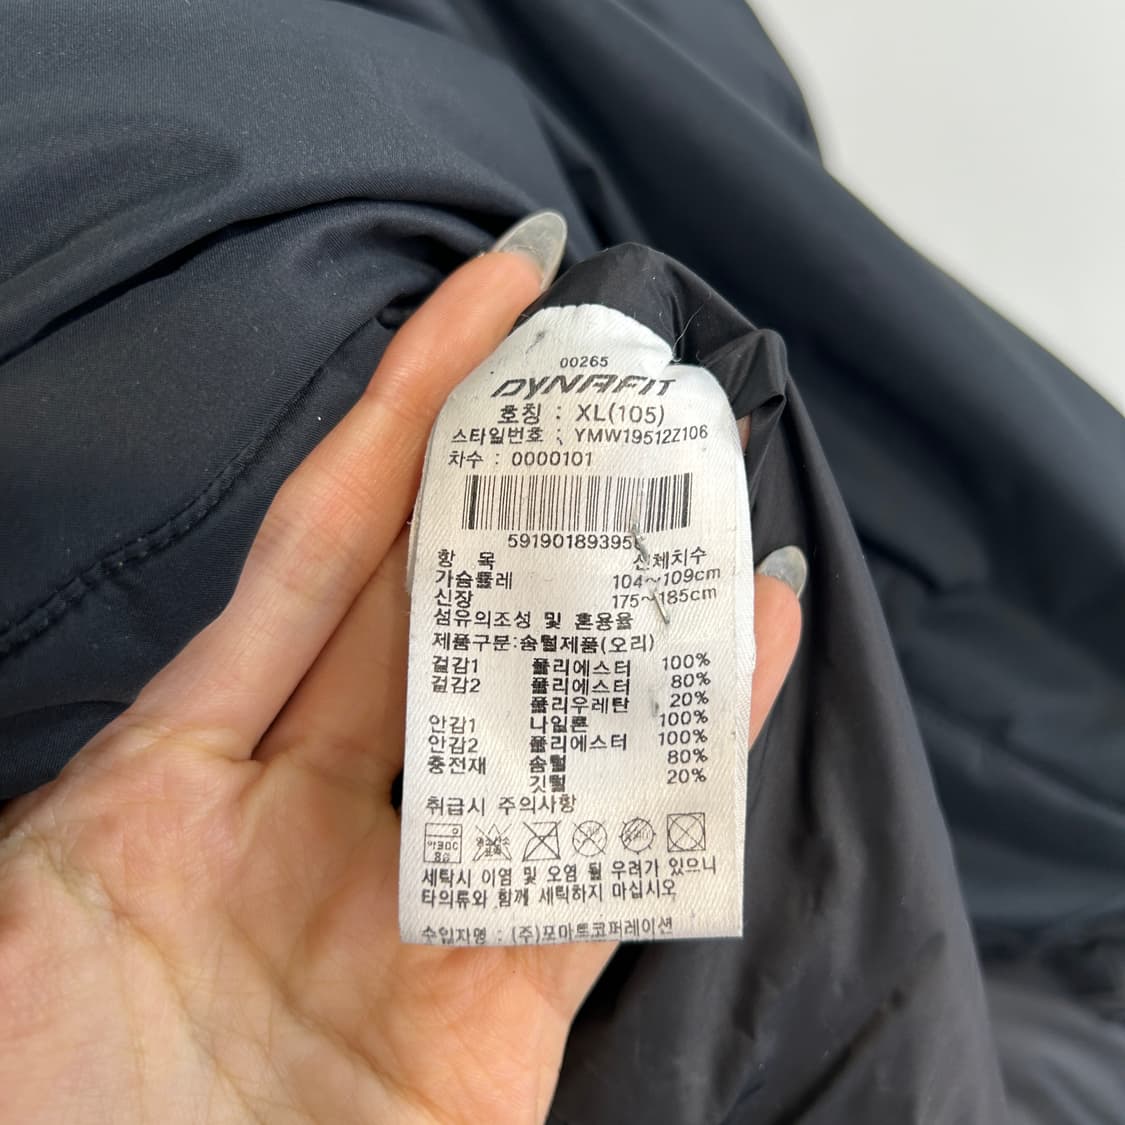 00265
DYNAFIT
호칭 : XL(105)
스타일번호 : YMW19512Z106
차수 : 0000101
591901893956
항 목 신체치수
가슴둘레 104~109cm
신장 175~185cm
섬유의조성 및 혼용율
제품구분:솜털제품(오리)
겉감1 폴리에스터 100%
겉감2 폴리에스터 80%
폴리우레탄 20%
안감1 나일론 100%
안감2 폴리에스터 100%
충전재 솜털 80%
깃털 20%
취급시 주의사항
세탁시 이염 및 오염 될 우려가 있으니
타의류와 함께 세탁하지 마십시오
수입자명 : (주)포마트코퍼레이션